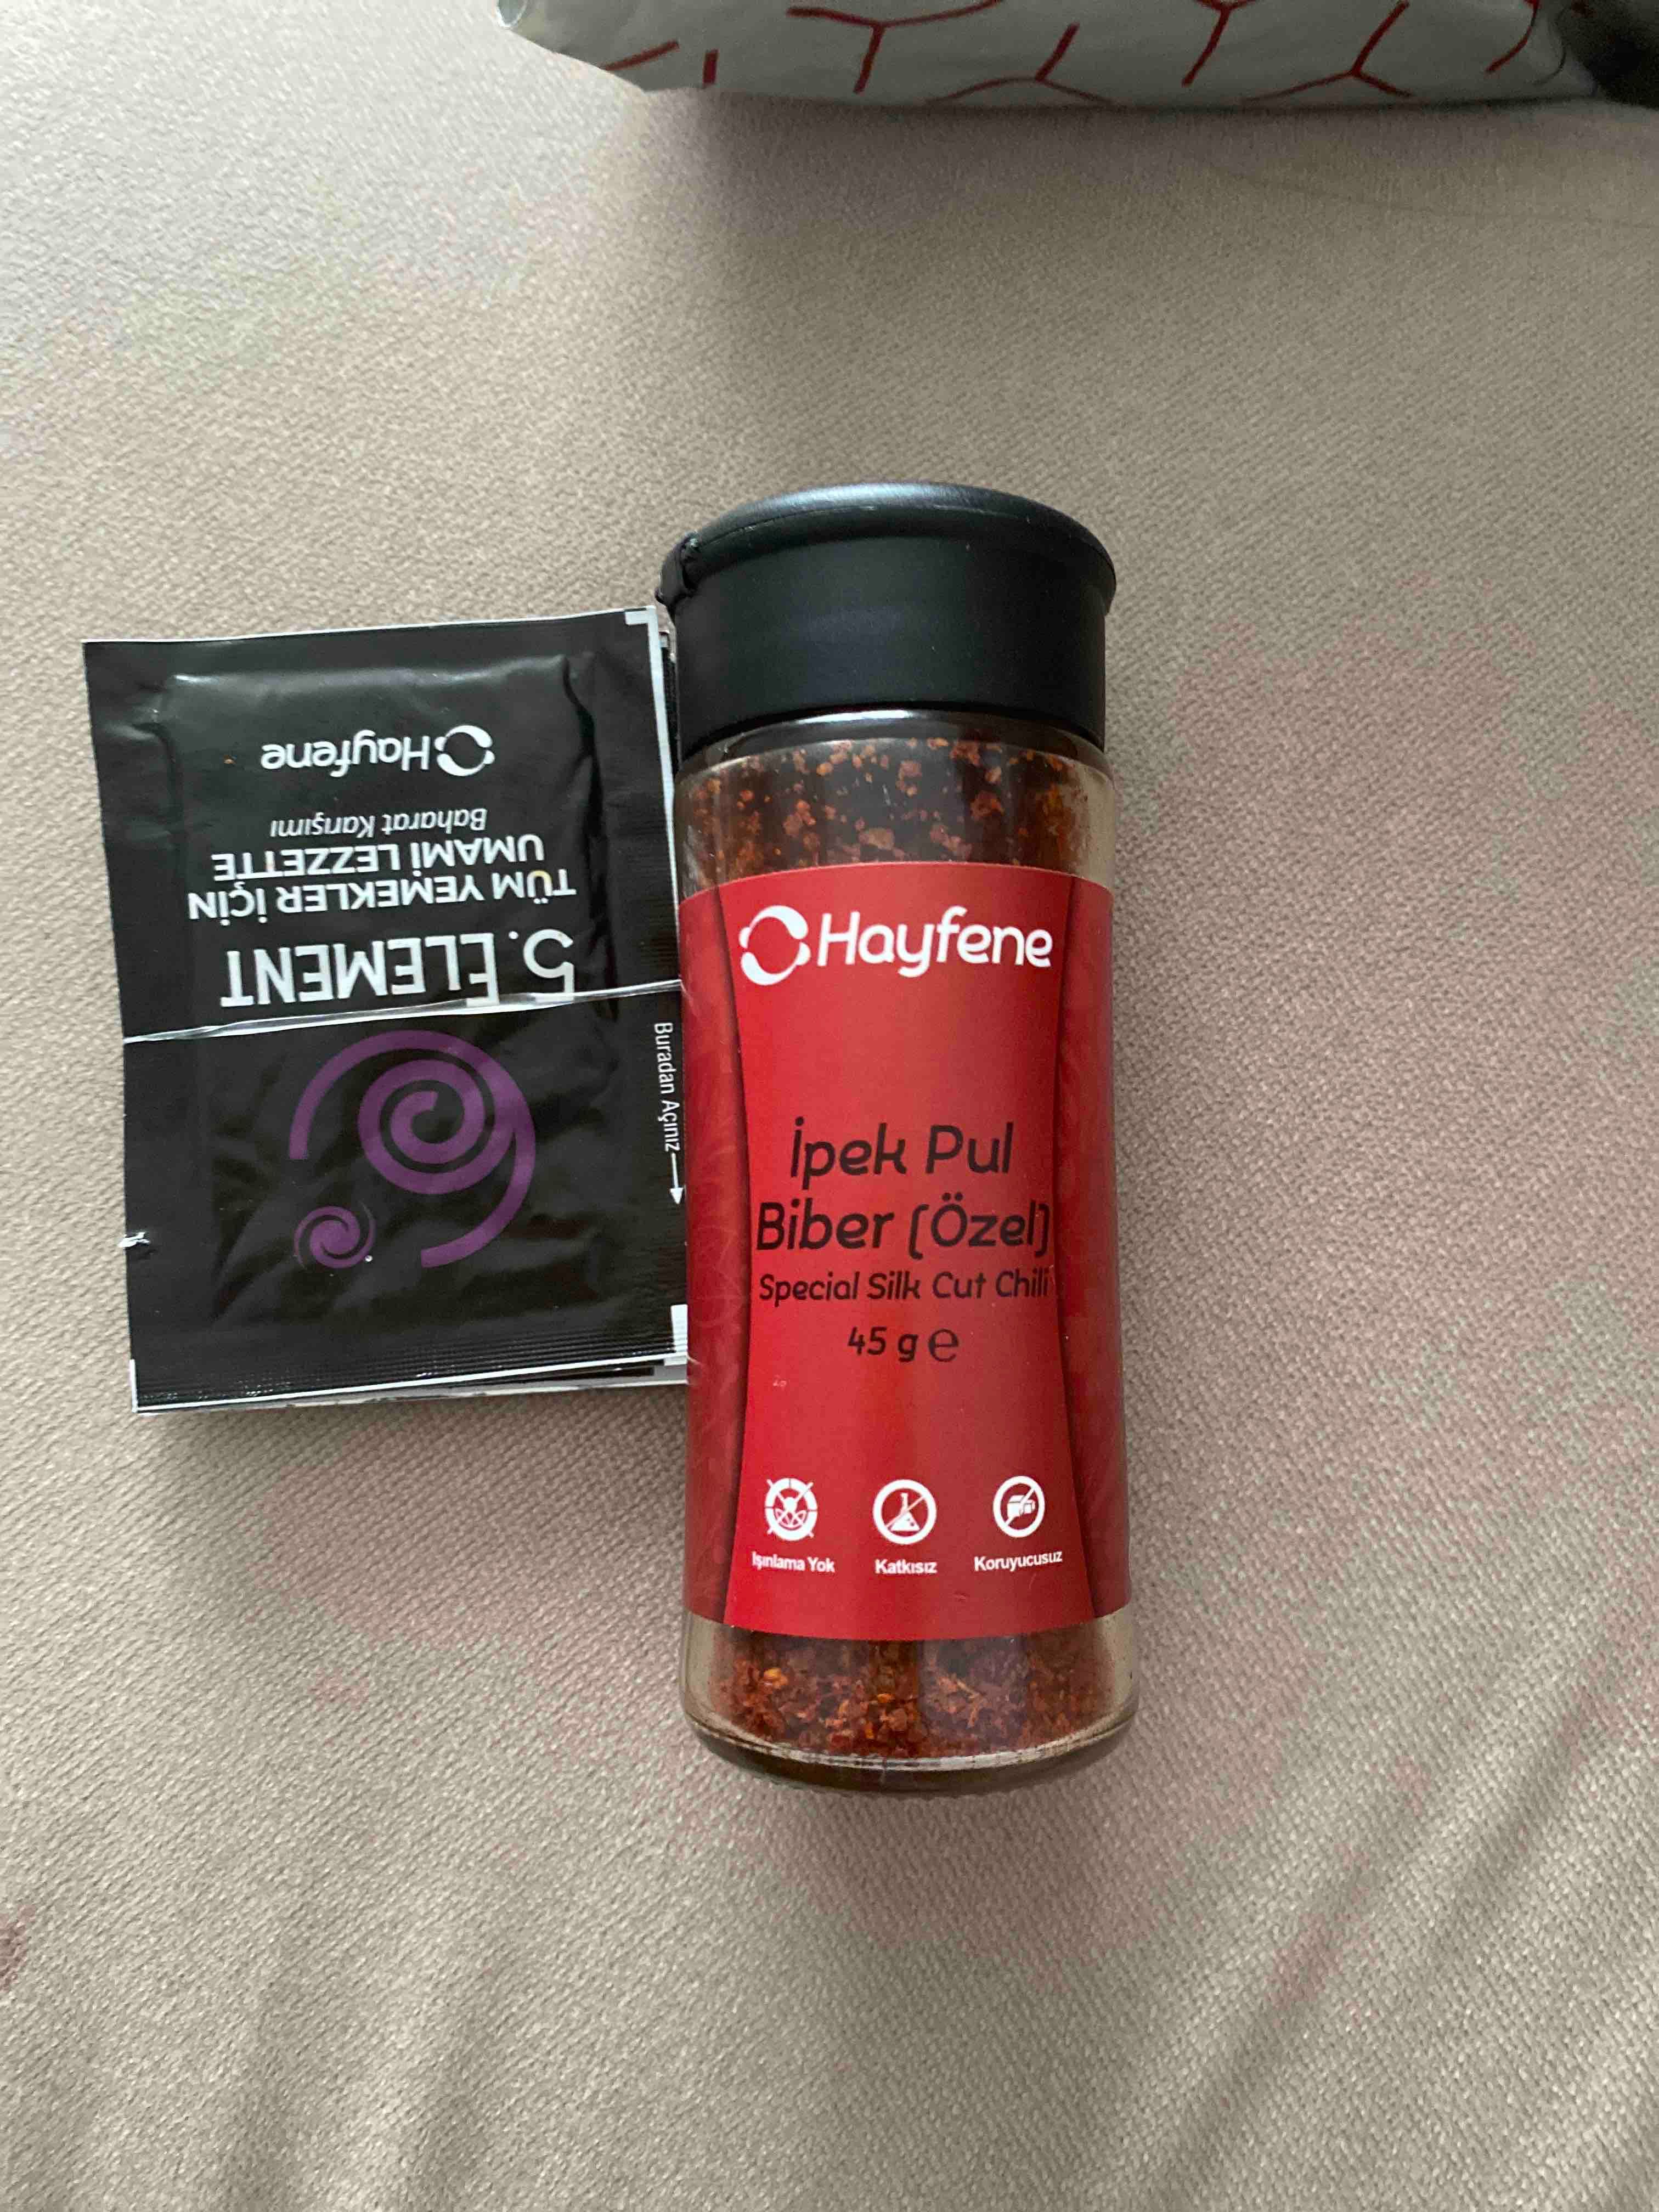 Hayfene
İpek Pul
Biber (Özel)
Special Silk Cut Chili
45 g e
Işınlama Yok
Katkısız
Koruyucusuz
5. ELEMENT
TÜM YEMEKLER İÇİN
UMAMİ LEZZETTE
Baharat Karışımı
Hayfene
Buradan Açınız